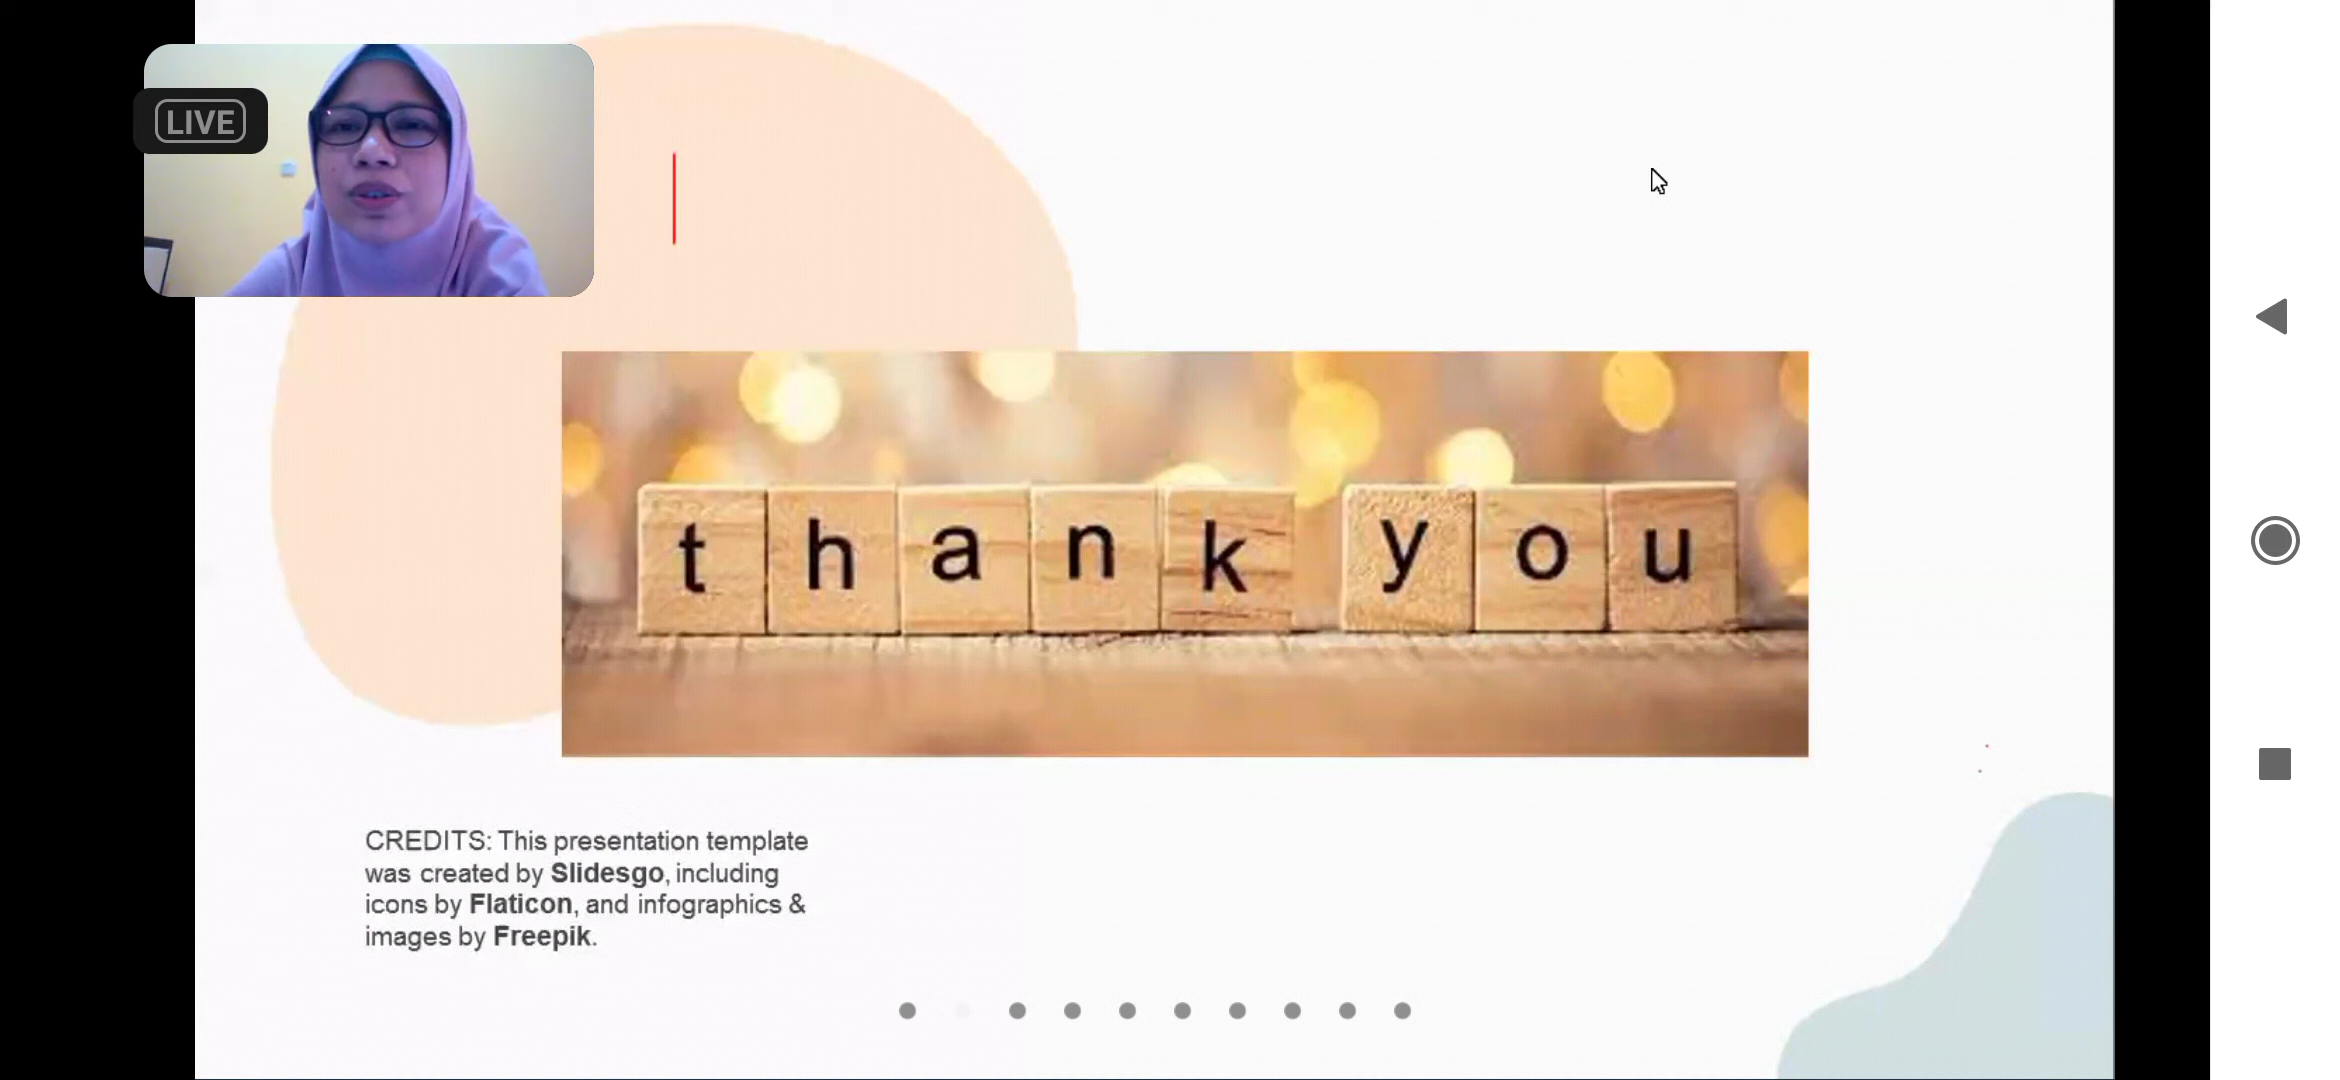 LIVE
thank you
CREDITS: This presentation template
was created by Slidesgo, including
icons by Flaticon, and infographics &
images by Freepik.